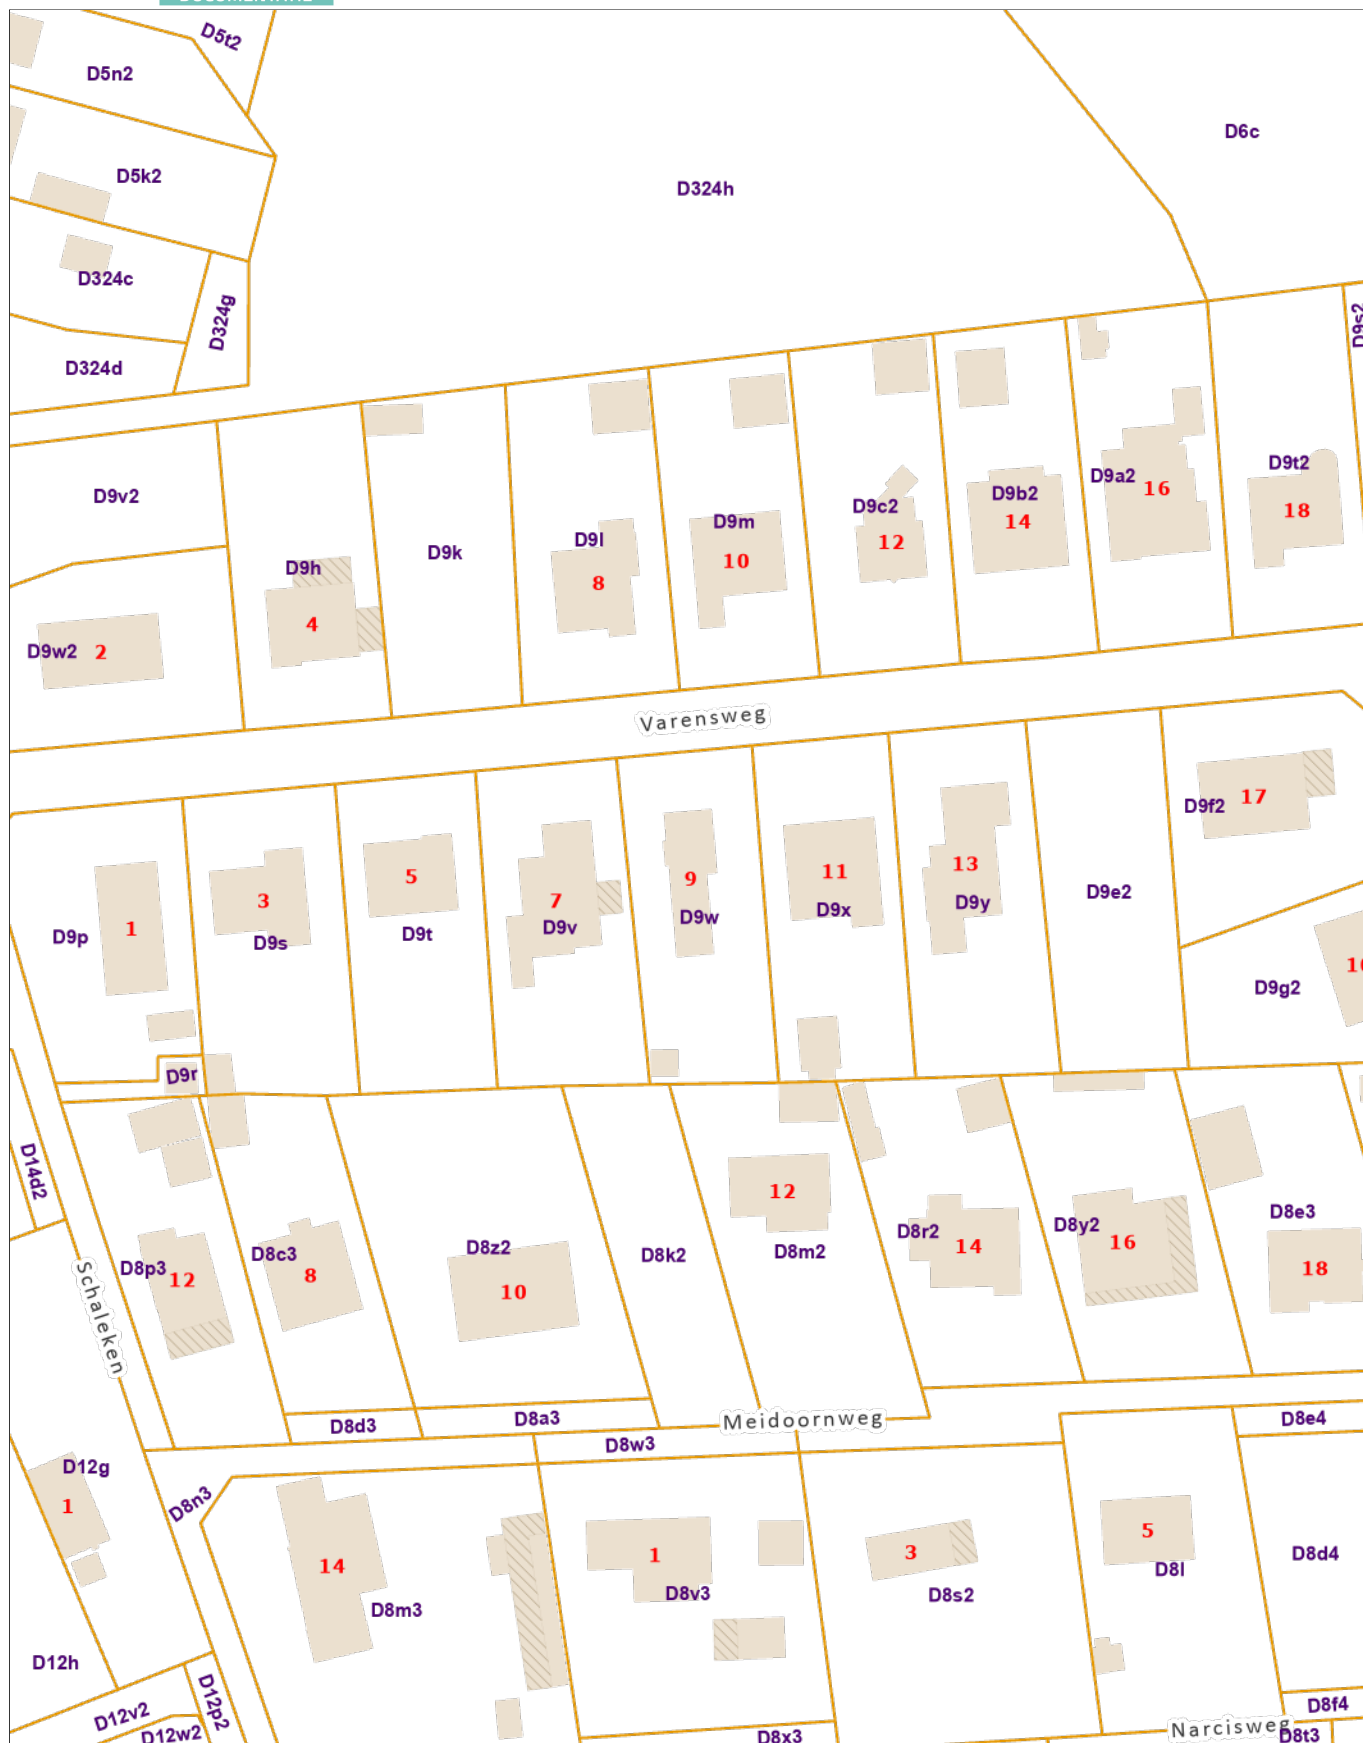 D5t2
D5n2
D6c
D5k2
D324h
D324c
D324g
D324d
D9s2
D9v2
D9h
4
D9k
D9l
8
D9m
10
D9c2
12
D9b2
14
D9a2
16
D9t2
18
D9w2
2
Varensweg
D9p
1
3
D9s
5
D9t
7
D9v
9
D9w
11
D9x
13
D9y
D9e2
17
D9f2
D9g2
D9r
D14d2
Schaleken
D8p3
12
D8c3
8
D8z2
10
D8k2
12
D8m2
D8r2
14
D8y2
16
D8e3
18
D8d3
D8a3
Meidoornweg
D8w3
D8e4
D12g
1
D8n3
14
D8m3
1
D8v3
3
D8s2
5
D8l
D8d4
D12h
D12v2
D12w2
D12p2
D8x3
Narcisweg
D8f4
D8t3